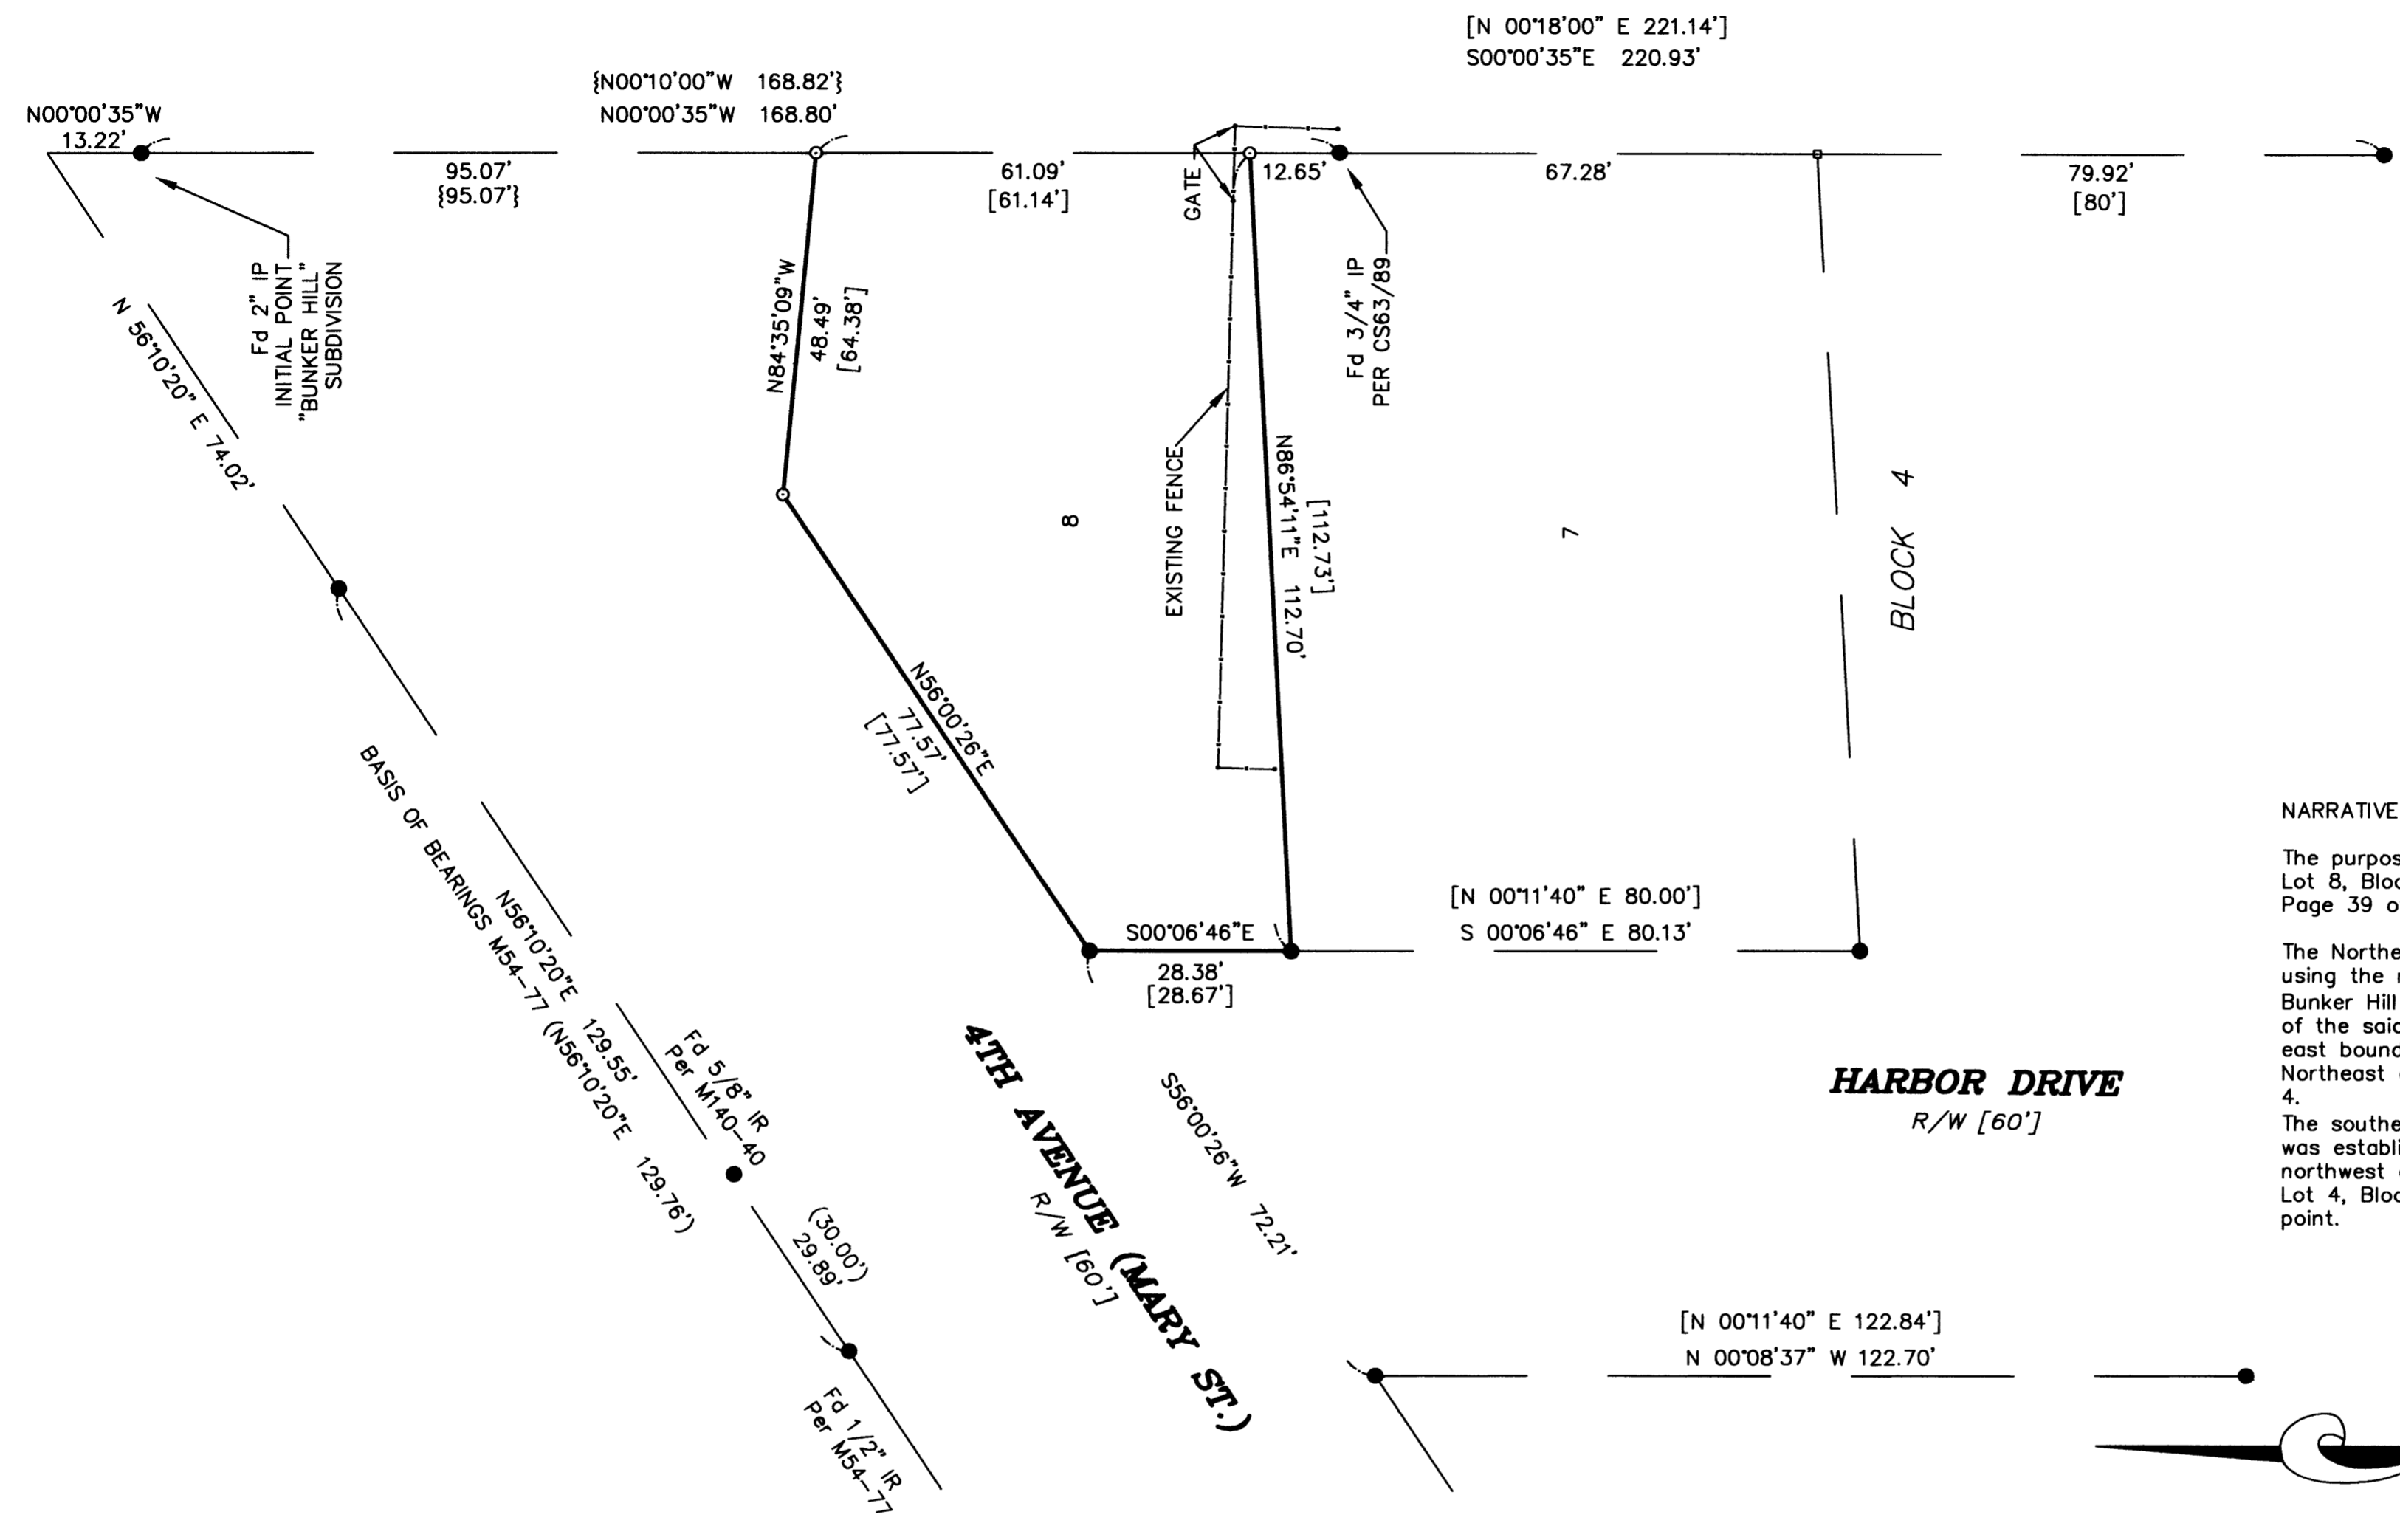 [N 00°18'00" E 221.14']
S00°00'35"E 220.93'
{N00°10'00"W 168.82'}
N00°00'35"W 168.80'
N00°00'35"W
13.22'
95.07'
{95.07'}
61.09'
[61.14']
12.65'
67.28'
79.92'
[80']
GATE
Fd 2" IP
INITIAL POINT
"BUNKER HILL"
SUBDIVISION
N84°35'09"W
48.49'
[64.38']
Fd 3/4" IP
PER CS63/89
N 56°10'20" E 74.02'
EXISTING FENCE
N86°54'11"E 112.70'
[112.73']
8
7
BLOCK 4
N56°00'26"E
77.57'
[77.57']
BASIS OF BEARINGS M54-77 (N56°10'20"E 129.76')
N56°10'20"E 129.55'
S00°06'46"E
28.38'
[28.67']
[N 00°11'40" E 80.00']
S 00°06'46" E 80.13'
Fd 5/8" IR
Per M140-40
(30.00')
29.89'
Fd 1/2" IR
Per M54-77
4TH AVENUE (MARY ST.)
R/W [60']
S56°00'26"W 72.21'
HARBOR DRIVE
R/W [60']
[N 00°11'40" E 122.84']
N 00°08'37" W 122.70'
NARRATIVE
The purpos
Lot 8, Bloc
Page 39 o
The Northe
using the
Bunker Hill
of the said
east bound
Northeast
4.
The southe
was establi
northwest
Lot 4, Bloc
point.